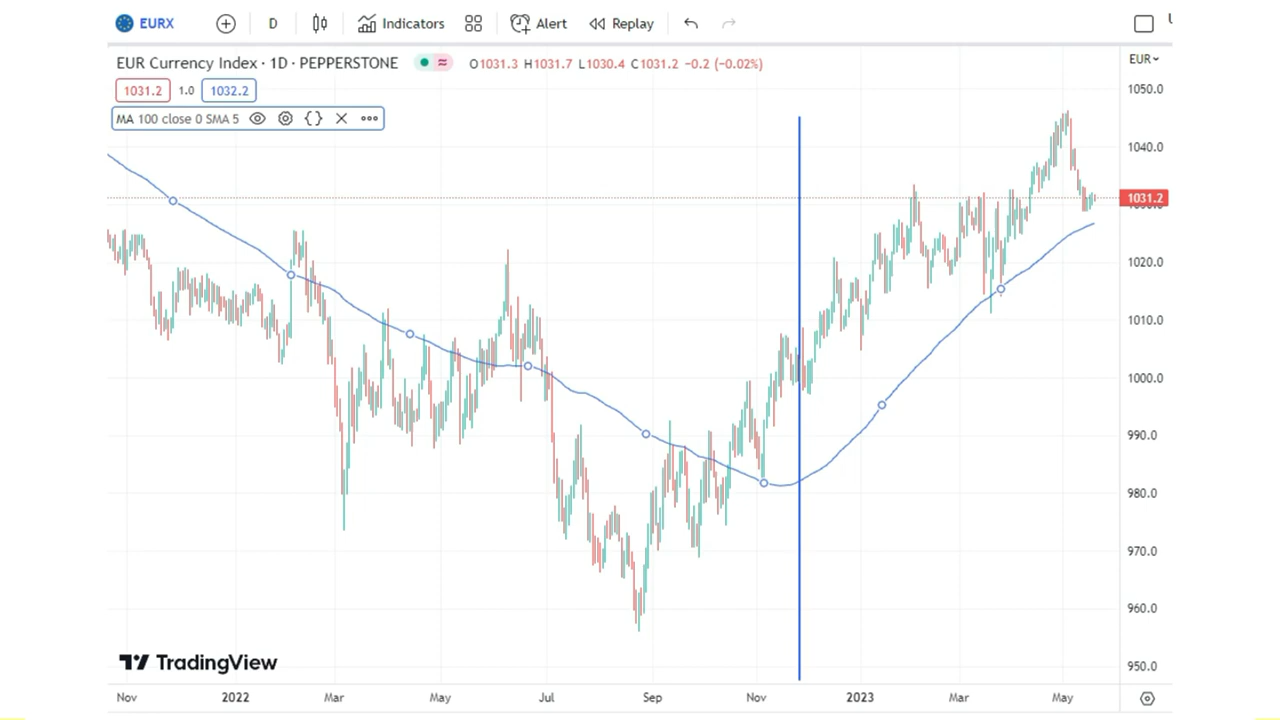 EURX D Indicators Alert Replay
EUR Currency Index · 1D · PEPPERSTONE O1031.3 H1031.7 L1030.4 C1031.2 −0.2 (−0.02%) EUR
1031.2 1.0 1032.2
MA 100 close 0 SMA 5
1050.0
1040.0
1031.2
1020.0
1010.0
1000.0
990.0
980.0
970.0
960.0
950.0
TradingView
Nov 2022 Mar May Jul Sep Nov 2023 Mar May